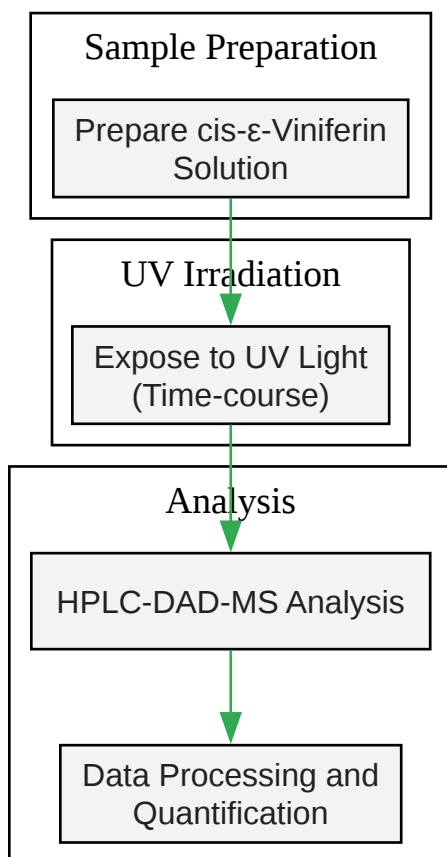 Sample Preparation
Prepare cis-ε-Viniferin
Solution
UV Irradiation
Expose to UV Light
(Time-course)
Analysis
HPLC-DAD-MS Analysis
Data Processing and
Quantification